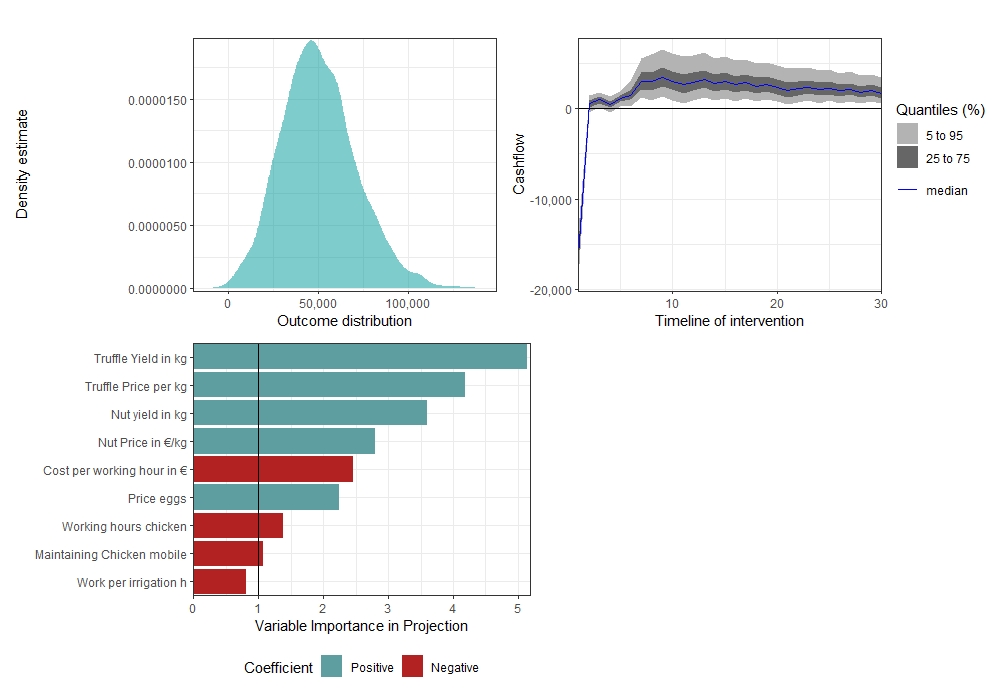 Density estimate
0.0000150
0.0000100
0.0000050
0.0000000
0
50,000
100,000
Outcome distribution
Cashflow
0
-10,000
-20,000
10
20
30
Timeline of intervention
Quantiles (%)
5 to 95
25 to 75
median
Truffle Yield in kg
Truffle Price per kg
Nut yield in kg
Nut Price in €/kg
Cost per working hour in €
Price eggs
Working hours chicken
Maintaining Chicken mobile
Work per irrigation h
0
1
2
3
4
5
Variable Importance in Projection
Coefficient
Positive
Negative